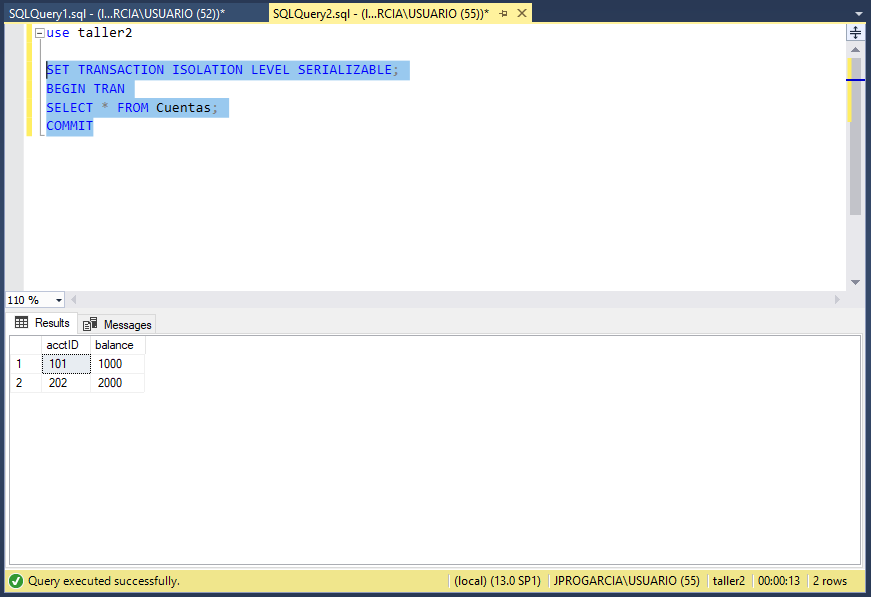 SQLQuery1.sql - (l...RCIA\USUARIO (52))* SQLQuery2.sql - (l...RCIA\USUARIO (55))*
use taller2
SET TRANSACTION ISOLATION LEVEL SERIALIZABLE;
BEGIN TRAN
SELECT * FROM Cuentas;
COMMIT
110 %
Results Messages
acctID balance
1 101 1000
2 202 2000
Query executed successfully. (local) (13.0 SP1) JPROGARCIA\USUARIO (55) taller2 00:00:13 2 rows